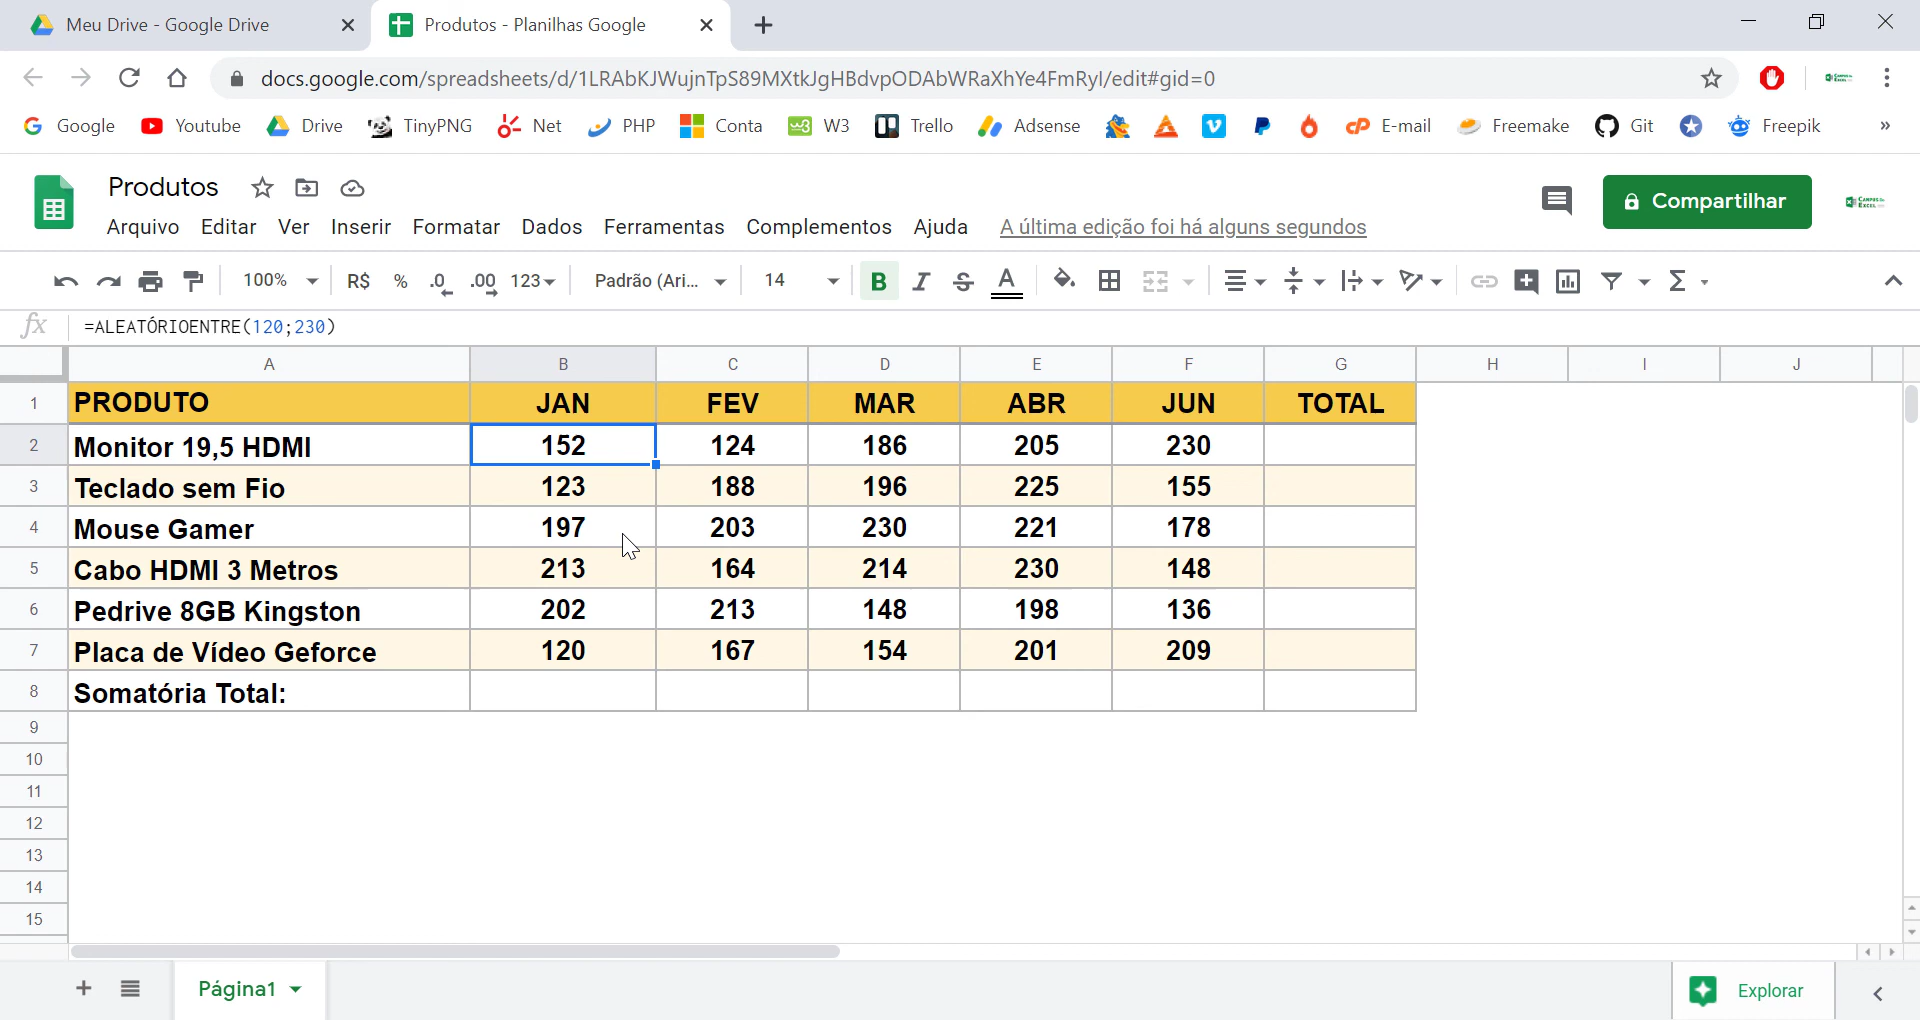 Meu Drive - Google Drive
Produtos - Planilhas Google
docs.google.com/spreadsheets/d/1LRAbKJWujnTpS89MXtkJgHBdvpODAbWRaXhYe4FmRyI/edit#gid=0
Google Youtube Drive TinyPNG Net PHP Conta W3 Trello Adsense E-mail Freemake Git Freepik »
Produtos
Compartilhar
Arquivo Editar Ver Inserir Formatar Dados Ferramentas Complementos Ajuda A última edição foi há alguns segundos
100% R$ % .0 .00 123 Padrão (Ari... 14 B I S A Σ
fx =ALEATÓRIOENTRE(120;230)
A B C D E F G H I J
1 PRODUTO JAN FEV MAR ABR JUN TOTAL
2 Monitor 19,5 HDMI 152 124 186 205 230
3 Teclado sem Fio 123 188 196 225 155
4 Mouse Gamer 197 203 230 221 178
5 Cabo HDMI 3 Metros 213 164 214 230 148
6 Pedrive 8GB Kingston 202 213 148 198 136
7 Placa de Vídeo Geforce 120 167 154 201 209
8 Somatória Total:
9
10
11
12
13
14
15
Página1
Explorar